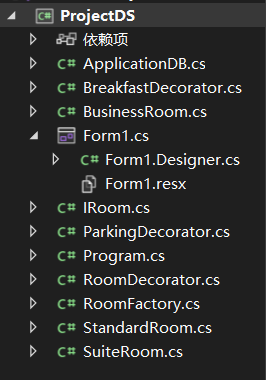 ProjectDS
依赖项
C# ApplicationDB.cs
C# BreakfastDecorator.cs
C# BusinessRoom.cs
Form1.cs
C# Form1.Designer.cs
Form1.resx
C# IRoom.cs
C# ParkingDecorator.cs
C# Program.cs
C# RoomDecorator.cs
C# RoomFactory.cs
C# StandardRoom.cs
C# SuiteRoom.cs